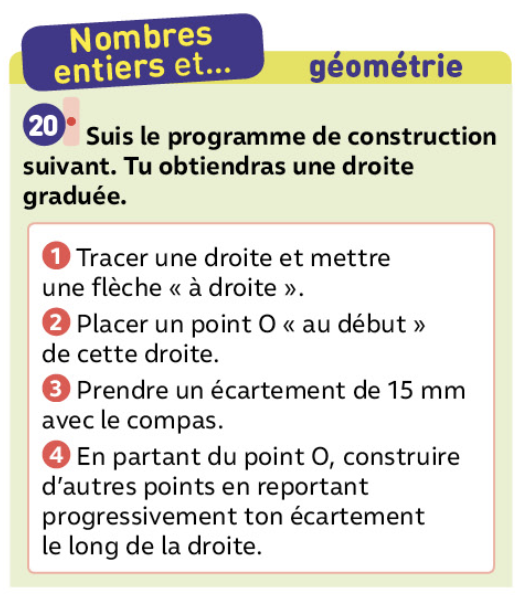 Nombres
entiers et...
géométrie
20 Suis le programme de construction
suivant. Tu obtiendras une droite
graduée.
1 Tracer une droite et mettre
une flèche « à droite ».
2 Placer un point O « au début »
de cette droite.
3 Prendre un écartement de 15 mm
avec le compas.
4 En partant du point O, construire
d'autres points en reportant
progressivement ton écartement
le long de la droite.